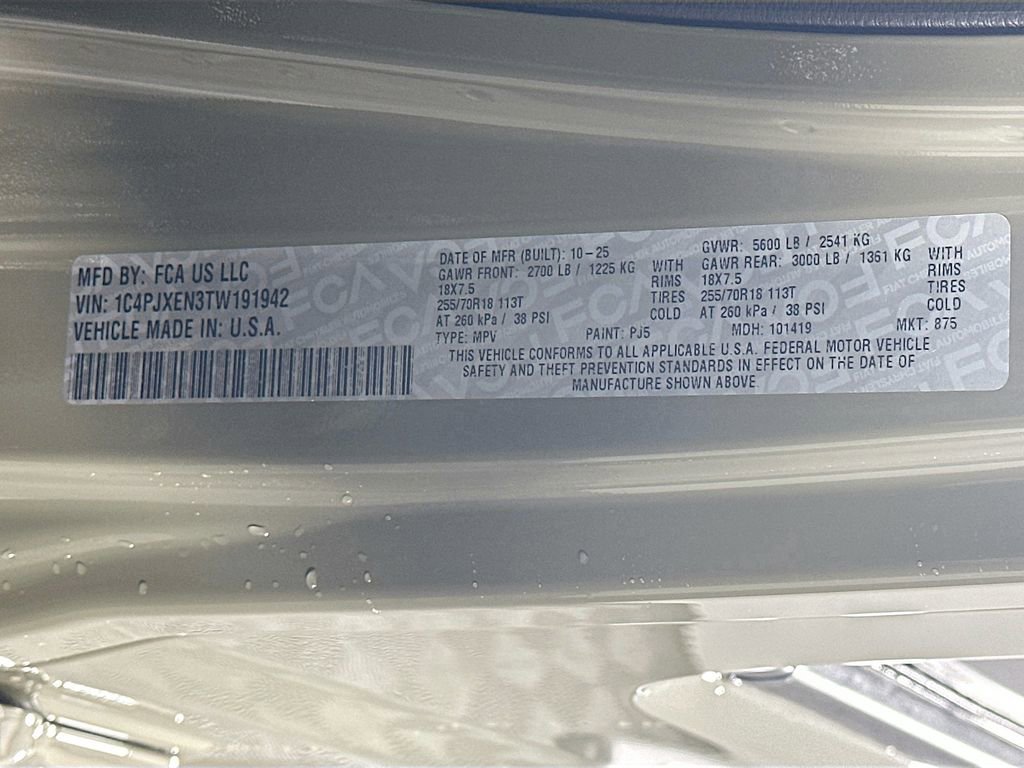 MFD BY: FCA US LLC
VIN: 1C4PJXEN3TW191942
VEHICLE MADE IN: U.S.A.
DATE OF MFR (BUILT): 10-25
GAWR FRONT: 2700 LB / 1225 KG WITH
18X7.5 RIMS
255/70R18 113T TIRES
AT 260 kPa / 38 PSI COLD
GVWR: 5600 LB / 2541 KG
GAWR REAR: 3000 LB / 1361 KG WITH
18X7.5 RIMS
255/70R18 113T TIRES
AT 260 kPa / 38 PSI COLD
TYPE: MPV PAINT: PJ5 MDH: 101419 MKT: 875
THIS VEHICLE CONFORMS TO ALL APPLICABLE U.S.A. FEDERAL MOTOR VEHICLE
SAFETY AND THEFT PREVENTION STANDARDS IN EFFECT ON THE DATE OF
MANUFACTURE SHOWN ABOVE.